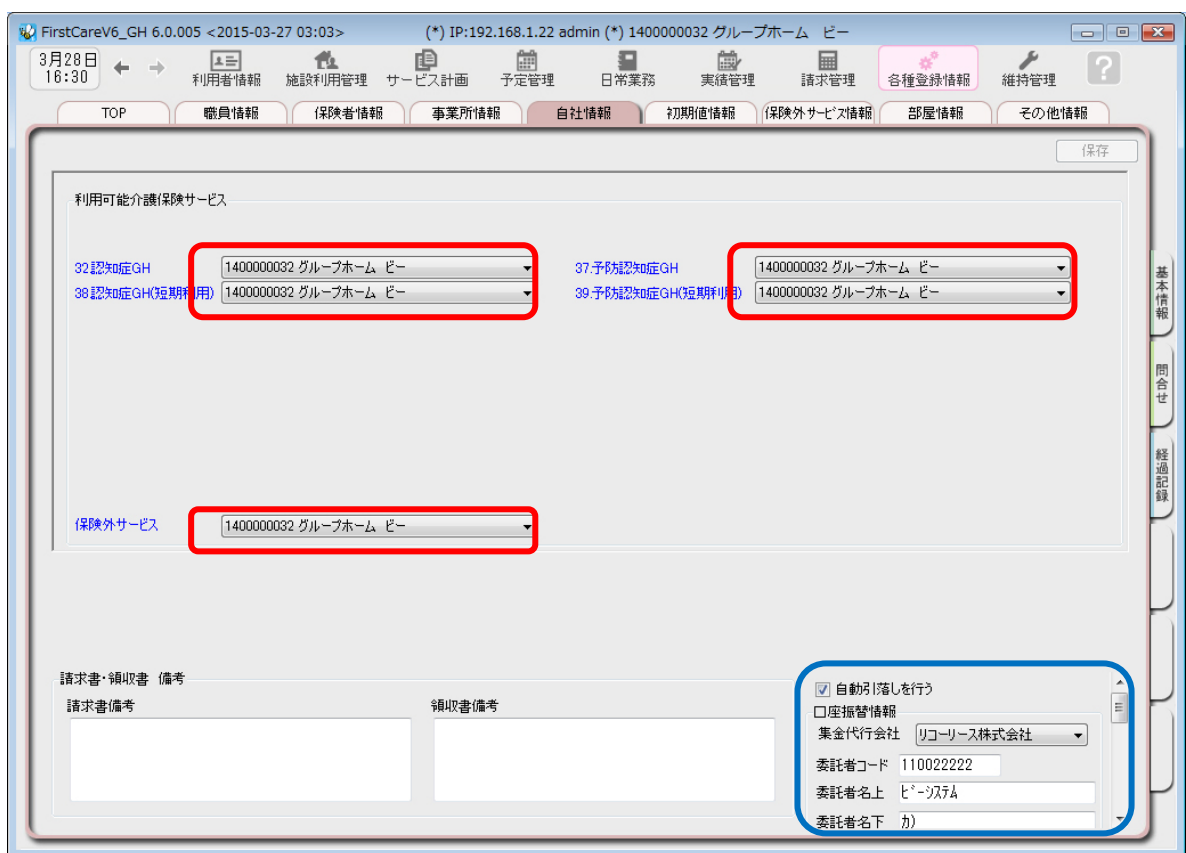 FirstCareV6_GH 6.0.005 <2015-03-27 03:03> (*) IP:192.168.1.22 admin (*) 1400000032 グループホーム ビー
3月28日
16:30
利用者情報 施設利用管理 サービス計画 予定管理 日常業務 実績管理 請求管理 各種登録情報 維持管理 ?
TOP 職員情報 保険者情報 事業所情報 自社情報 初期値情報 保険外サービス情報 部屋情報 その他情報
保存
利用可能介護保険サービス
32.認知症GH 1400000032 グループホーム ビー 37.予防認知症GH 1400000032 グループホーム ビー
38.認知症GH(短期利用) 1400000032 グループホーム ビー 39.予防認知症GH(短期利用) 1400000032 グループホーム ビー
基本情報
問合せ
経過記録
保険外サービス 1400000032 グループホーム ビー
請求書・領収書 備考
請求書備考 領収書備考
自動引落しを行う
口座振替情報
集金代行会社 リコーリース株式会社
委託者コード 110022222
委託者名上 ビーシステム
委託者名下 カ)